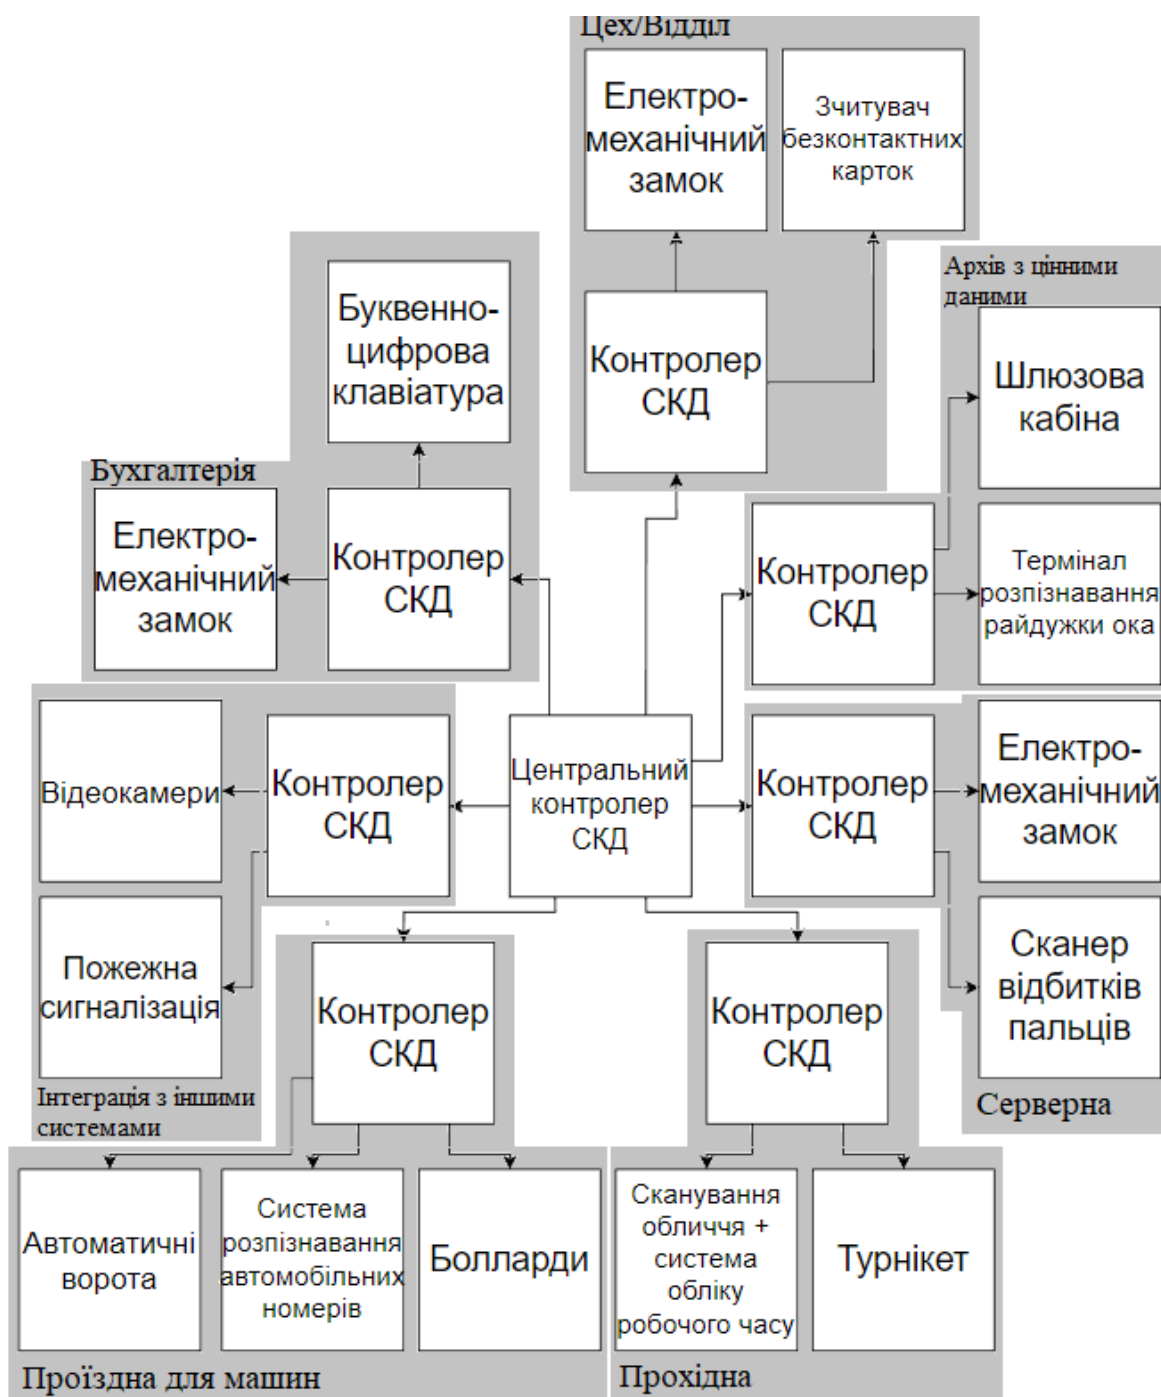 Цех/Відділ
Електро-
механічний
замок
Зчитувач
безконтактних
карток
Контролер
СКД
Архів з цінними
даними
Шлюзова
кабіна
Контролер
СКД
Термінал
розпізнавання
райдужки ока
Буквенно-
цифрова
клавіатура
Бухгалтерія
Електро-
механічний
замок
Контролер
СКД
Відеокамери
Контролер
СКД
Пожежна
сигналізація
Інтеграція з іншими
системами
Центральний
контролер
СКД
Контролер
СКД
Електро-
механічний
замок
Сканер
відбитків
пальців
Серверна
Контролер
СКД
Автоматичні
ворота
Система
розпізнавання
автомобільних
номерів
Болларди
Проїздна для машин
Контролер
СКД
Сканування
обличчя +
система
обліку
робочого часу
Турнікет
Прохідна